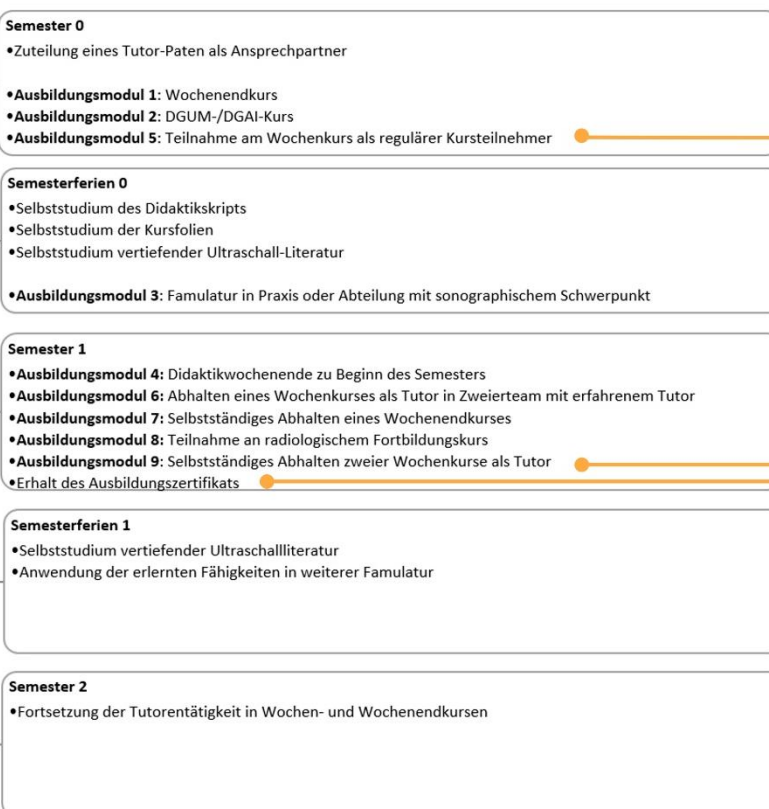 Semester 0
•Zuteilung eines Tutor-Paten als Ansprechpartner
•Ausbildungsmodul 1: Wochenendkurs
•Ausbildungsmodul 2: DGUM-/DGAI-Kurs
•Ausbildungsmodul 5: Teilnahme am Wochenkurs als regulärer Kursteilnehmer
Semesterferien 0
•Selbststudium des Didaktikskripts
•Selbststudium der Kursfolien
•Selbststudium vertiefender Ultraschall-Literatur
•Ausbildungsmodul 3: Famulatur in Praxis oder Abteilung mit sonographischem Schwerpunkt
Semester 1
•Ausbildungsmodul 4: Didaktikwochenende zu Beginn des Semesters
•Ausbildungsmodul 6: Abhalten eines Wochenkurses als Tutor in Zweierteam mit erfahrenem Tutor
•Ausbildungsmodul 7: Selbstständiges Abhalten eines Wochenendkurses
•Ausbildungsmodul 8: Teilnahme an radiologischem Fortbildungskurs
•Ausbildungsmodul 9: Selbstständiges Abhalten zweier Wochenkurse als Tutor
•Erhalt des Ausbildungszertifikats
Semesterferien 1
•Selbststudium vertiefender Ultraschallliteratur
•Anwendung der erlernten Fähigkeiten in weiterer Famulatur
Semester 2
•Fortsetzung der Tutorentätigkeit in Wochen- und Wochenendkursen